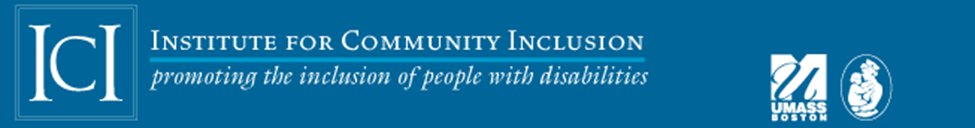 ICI
INSTITUTE FOR COMMUNITY INCLUSION
promoting the inclusion of people with disabilities
UMASS
BOSTON